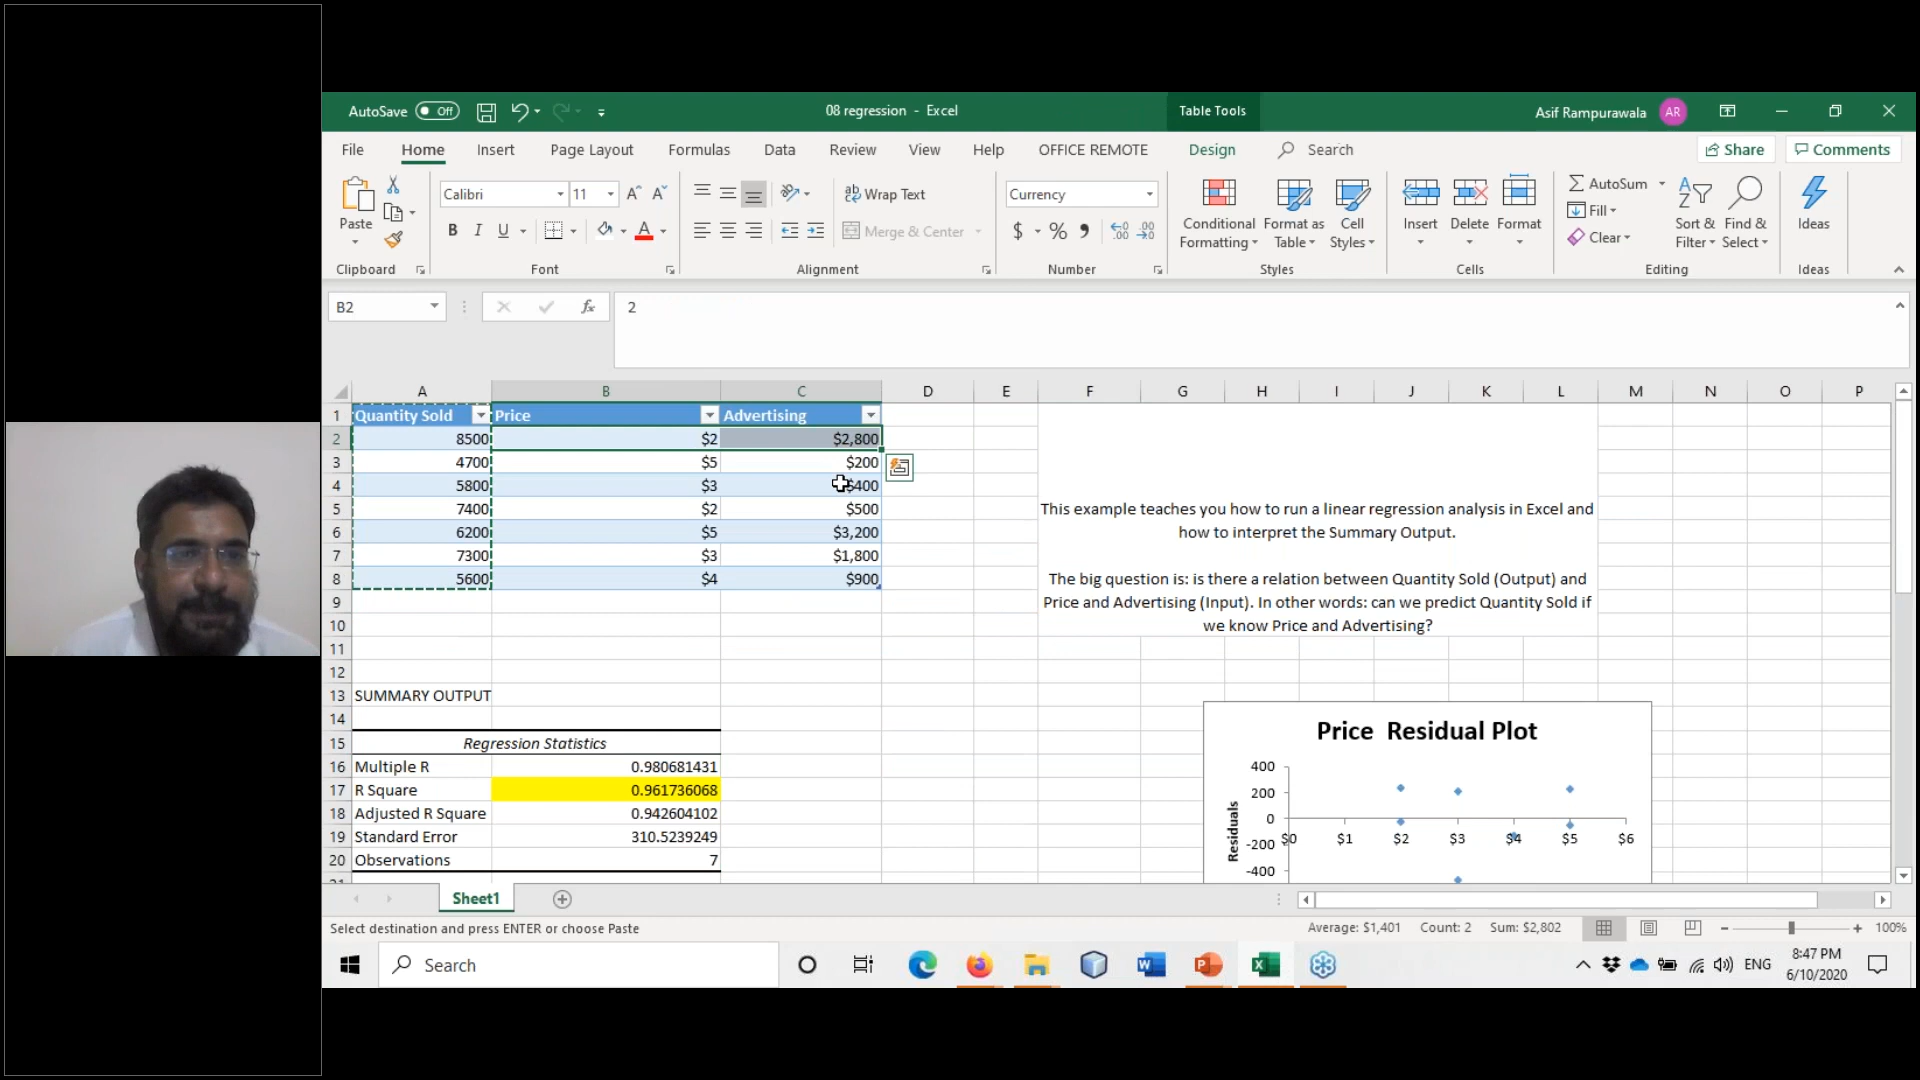 AutoSave Off 08 regression - Excel Table Tools Asif Rampurawala AR
File Home Insert Page Layout Formulas Data Review View Help OFFICE REMOTE Design Search Share Comments
Calibri 11 Wrap Text Currency AutoSum
Paste Conditional Format as Cell Insert Delete Format Fill Sort & Find & Ideas
B I U A Merge & Center $ % Formatting Table Styles Clear Filter Select
Clipboard Font Alignment Number Styles Cells Editing Ideas
B2 fx 2
A B C D E F G H I J K L M N O P
1 Quantity Sold Price Advertising
2 8500 $2 $2,800
3 4700 $5 $200
4 5800 $3 $400
5 7400 $2 $500
6 6200 $5 $3,200
7 7300 $3 $1,800
8 5600 $4 $900
9
10
11
12
13 SUMMARY OUTPUT
14
15 Regression Statistics
16 Multiple R 0.980681431
17 R Square 0.961736068
18 Adjusted R Square 0.942604102
19 Standard Error 310.5239249
20 Observations 7
This example teaches you how to run a linear regression analysis in Excel and
how to interpret the Summary Output.
The big question is: is there a relation between Quantity Sold (Output) and
Price and Advertising (Input). In other words: can we predict Quantity Sold if
we know Price and Advertising?
Price Residual Plot
Residuals
400
200
0
-200
-400
$0 $1 $2 $3 $4 $5 $6
Sheet1
Select destination and press ENTER or choose Paste Average: $1,401 Count: 2 Sum: $2,802 100%
Search ENG 8:47 PM
6/10/2020